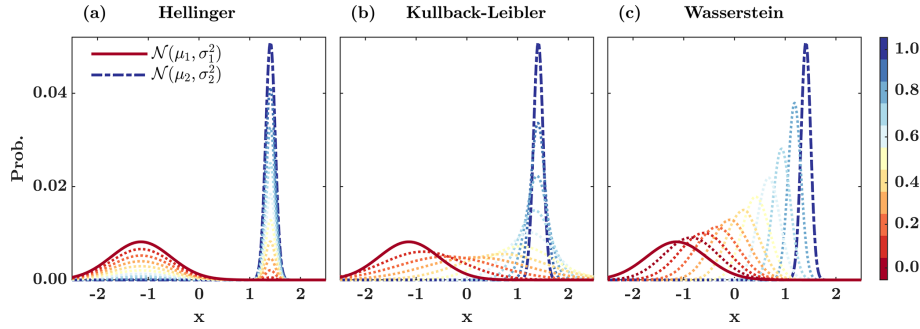 (a) Hellinger (b) Kullback-Leibler (c) Wasserstein
𝒩(μ₁, σ₁²)
𝒩(μ₂, σ₂²)
Prob.
0.04
0.02
0.00
-2 -1 0 1 2
-2 -1 0 1 2
-2 -1 0 1 2
x x x
1.0
0.8
0.6
0.4
0.2
0.0